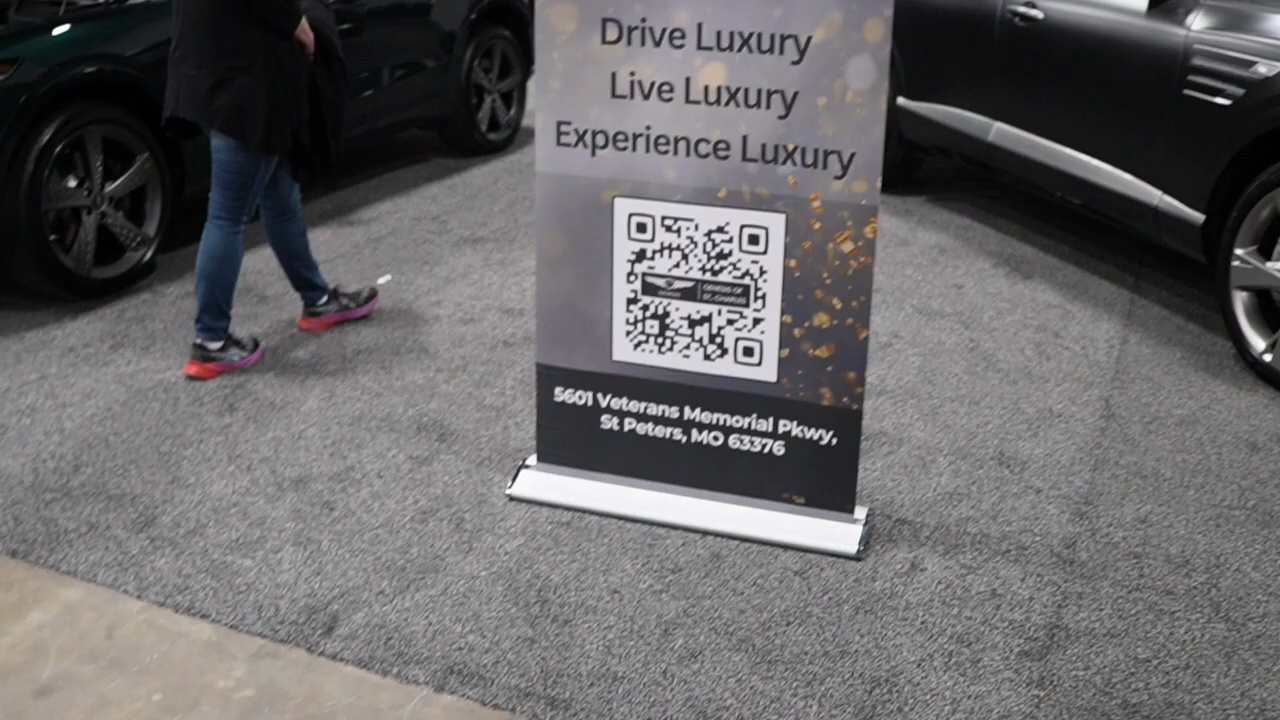 Drive Luxury
Live Luxury
Experience Luxury
GENESIS OF
ST. CHARLES
5601 Veterans Memorial Pkwy,
St Peters, MO 63376